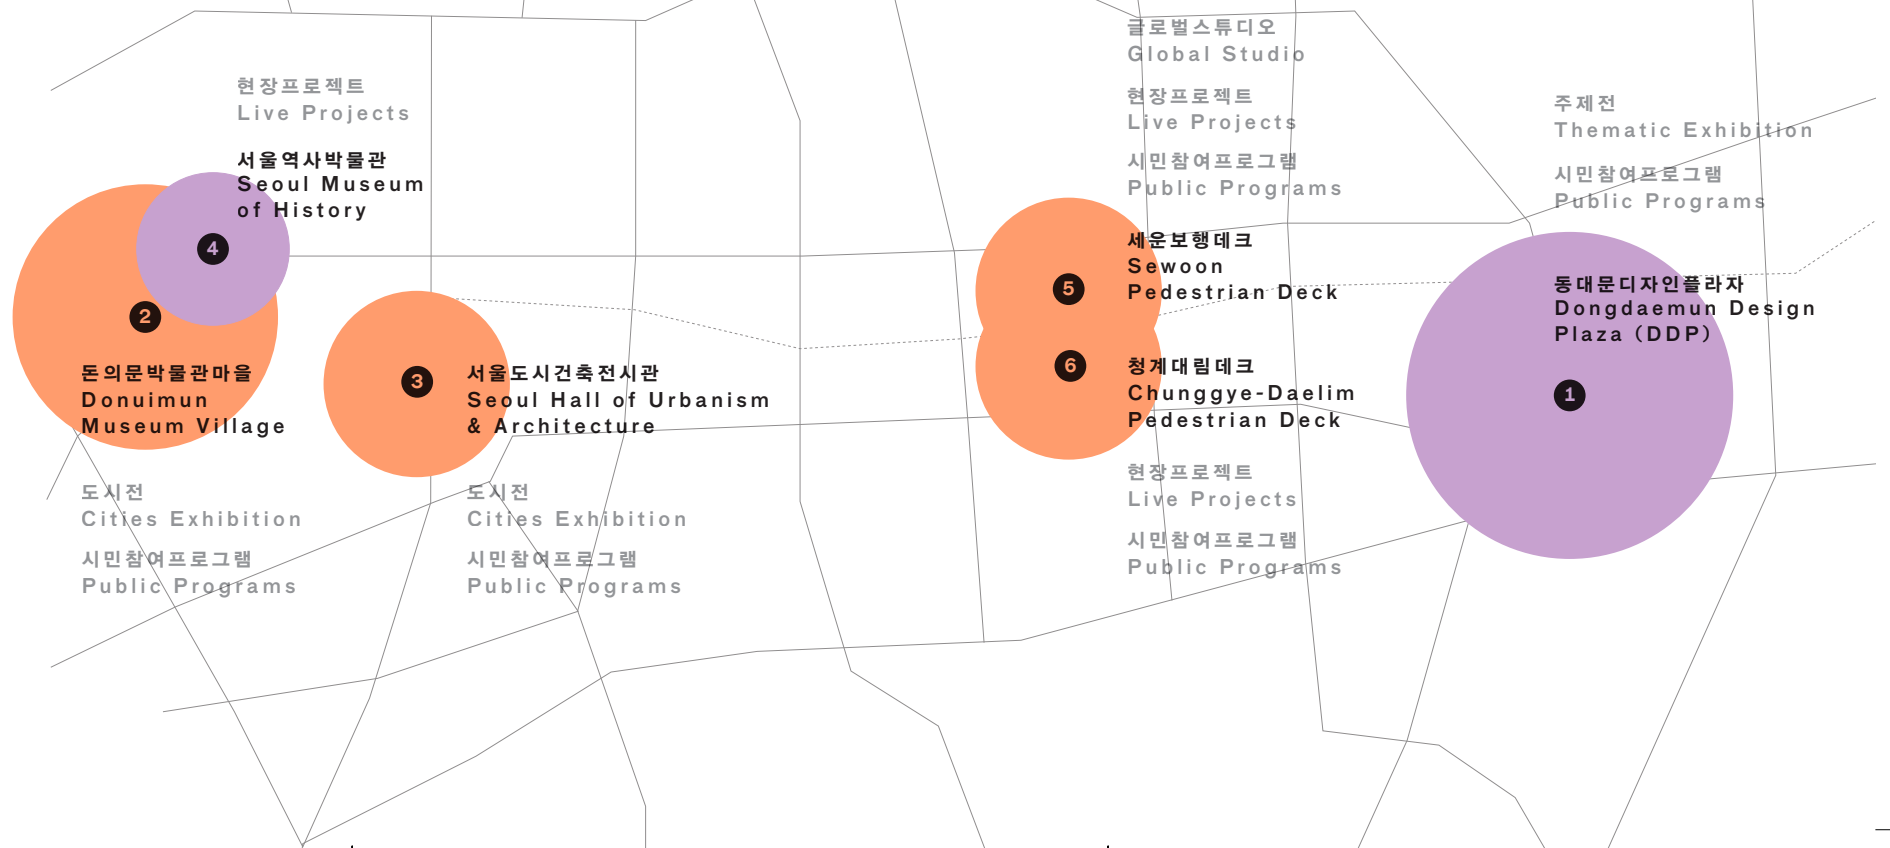 현장프로젝트
Live Projects
서울역사박물관
Seoul Museum
of History
4
2
돈의문박물관마을
Donuimun
Museum Village
도시전
Cities Exhibition
시민참여프로그램
Public Programs
3
서울도시건축전시관
Seoul Hall of Urbanism
& Architecture
도시전
Cities Exhibition
시민참여프로그램
Public Programs
글로벌스튜디오
Global Studio
현장프로젝트
Live Projects
시민참여프로그램
Public Programs
5
세운보행데크
Sewoon
Pedestrian Deck
6
청계대림데크
Chunggye-Daelim
Pedestrian Deck
현장프로젝트
Live Projects
시민참여프로그램
Public Programs
주제전
Thematic Exhibition
시민참여프로그램
Public Programs
동대문디자인플라자
Dongdaemun Design
Plaza (DDP)
1